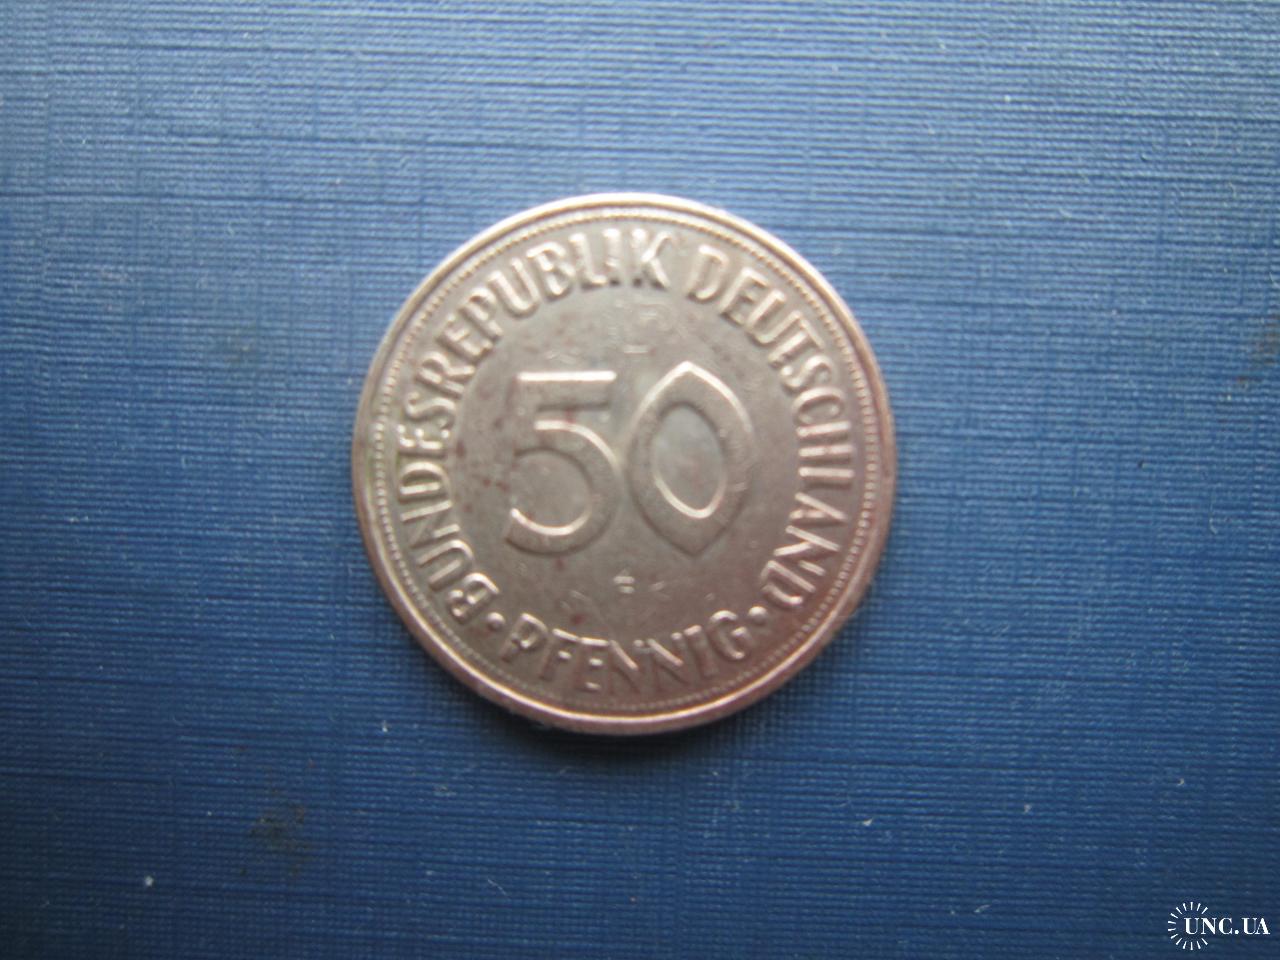 BUNDESREPUBLIK DEUTSCHLAND
50
• PFENNIG •
UNC.UA